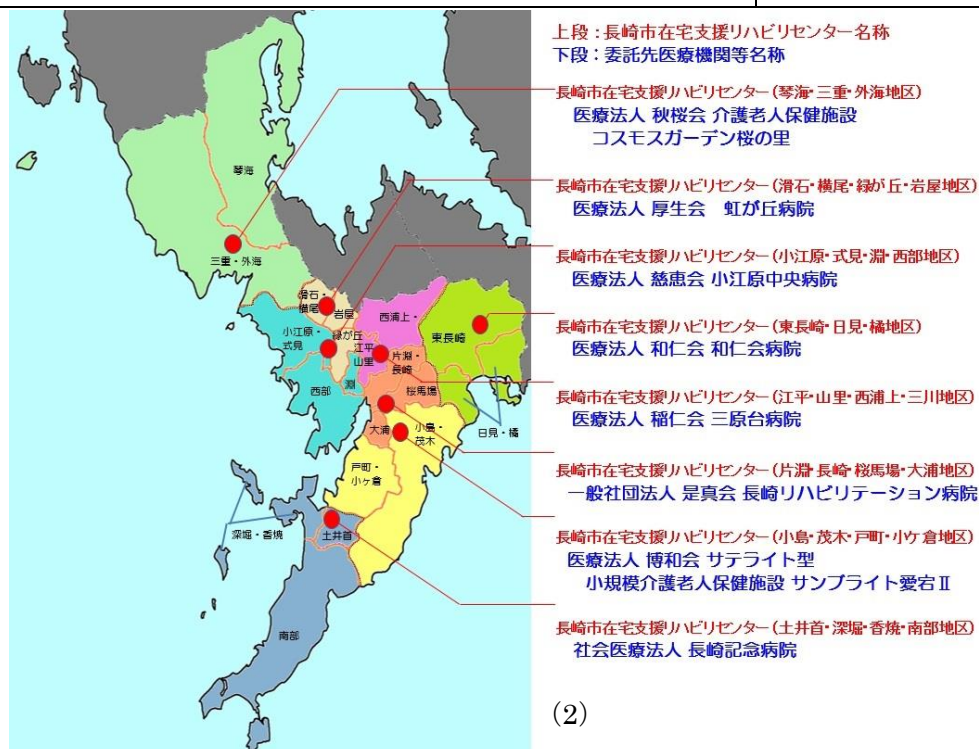 上段：長崎市在宅支援リハビリセンター名称
下段：委託先医療機関等名称
長崎市在宅支援リハビリセンター（琴海・三重・外海地区）
医療法人 秋桜会 介護老人保健施設
コスモスガーデン桜の里
長崎市在宅支援リハビリセンター（滑石・横尾・緑が丘・岩屋地区）
医療法人 厚生会　虹が丘病院
長崎市在宅支援リハビリセンター（小江原・式見・淵・西部地区）
医療法人 慈恵会 小江原中央病院
長崎市在宅支援リハビリセンター（東長崎・日見・橘地区）
医療法人 和仁会 和仁会病院
長崎市在宅支援リハビリセンター（江平・山里・西浦上・三川地区）
医療法人 稲仁会 三原台病院
長崎市在宅支援リハビリセンター（片淵・長崎・桜馬場・大浦地区）
一般社団法人 是真会 長崎リハビリテーション病院
長崎市在宅支援リハビリセンター（小島・茂木・戸町・小ケ倉地区）
医療法人 博和会 サテライト型
小規模介護老人保健施設 サンブライト愛宕Ⅱ
長崎市在宅支援リハビリセンター（土井首・深堀・香焼・南部地区）
社会医療法人 長崎記念病院
琴海
三重・外海
滑石・
横尾
岩屋
緑が丘
小江原・
式見
西部
淵
西浦上・
江平
山里
片淵・
長崎
桜馬場
東長崎
日見・橘
大浦
小島・
茂木
戸町・
小ヶ倉
土井首
深堀・香焼
南部
(2)